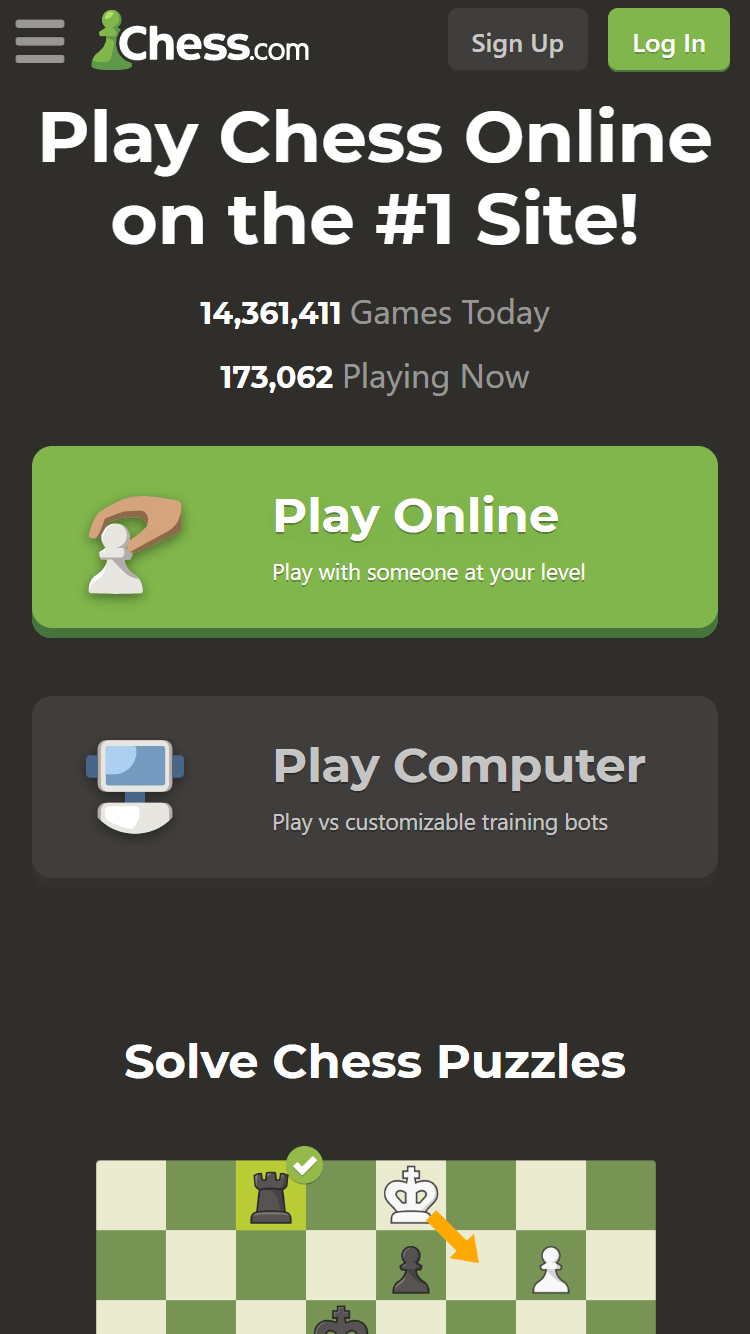 Chess.com
Sign Up
Log In
Play Chess Online
on the #1 Site!
14,361,411 Games Today
173,062 Playing Now
Play Online
Play with someone at your level
Play Computer
Play vs customizable training bots
Solve Chess Puzzles